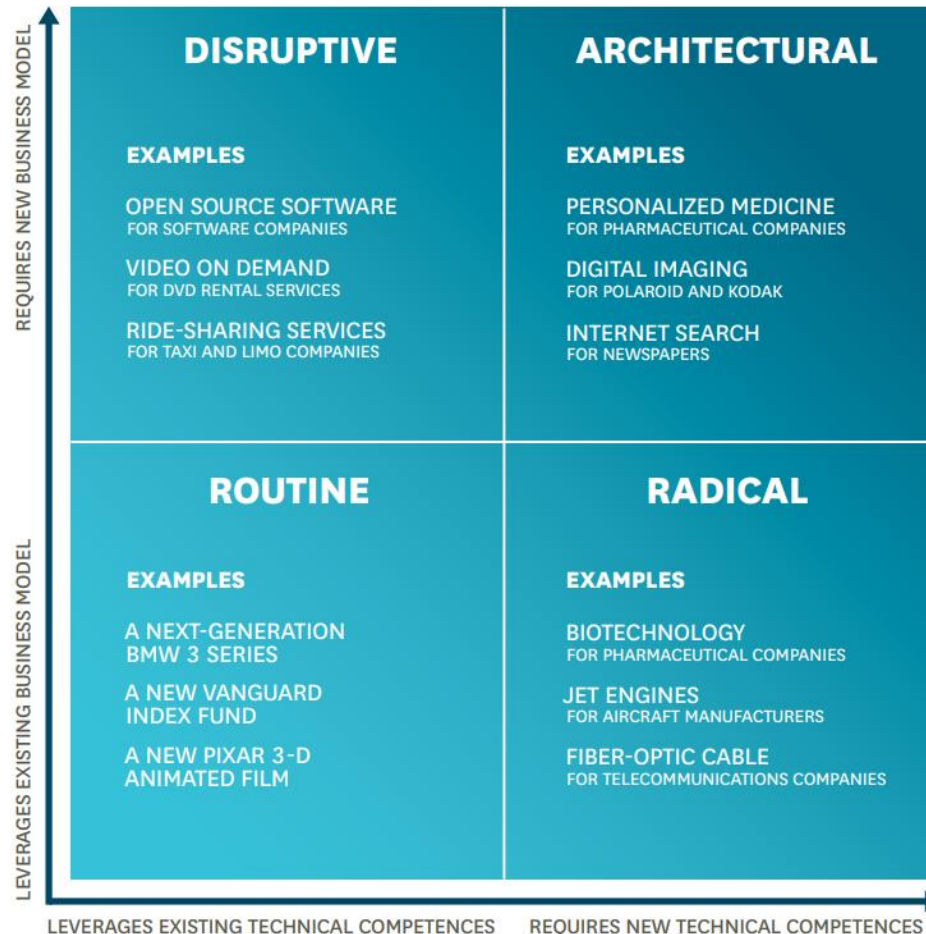 REQUIRES NEW BUSINESS MODEL
LEVERAGES EXISTING BUSINESS MODEL
DISRUPTIVE
EXAMPLES
OPEN SOURCE SOFTWARE
FOR SOFTWARE COMPANIES
VIDEO ON DEMAND
FOR DVD RENTAL SERVICES
RIDE-SHARING SERVICES
FOR TAXI AND LIMO COMPANIES
ARCHITECTURAL
EXAMPLES
PERSONALIZED MEDICINE
FOR PHARMACEUTICAL COMPANIES
DIGITAL IMAGING
FOR POLAROID AND KODAK
INTERNET SEARCH
FOR NEWSPAPERS
ROUTINE
EXAMPLES
A NEXT-GENERATION
BMW 3 SERIES
A NEW VANGUARD
INDEX FUND
A NEW PIXAR 3-D
ANIMATED FILM
RADICAL
EXAMPLES
BIOTECHNOLOGY
FOR PHARMACEUTICAL COMPANIES
JET ENGINES
FOR AIRCRAFT MANUFACTURERS
FIBER-OPTIC CABLE
FOR TELECOMMUNICATIONS COMPANIES
LEVERAGES EXISTING TECHNICAL COMPETENCES
REQUIRES NEW TECHNICAL COMPETENCES